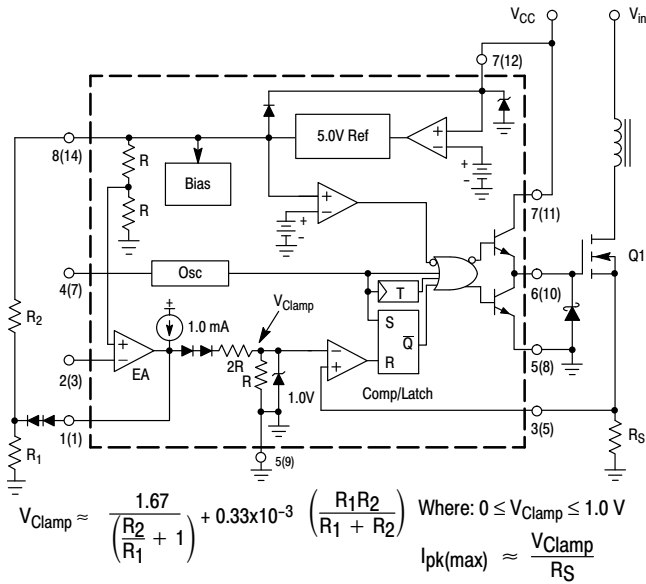 VCC
Vin
7(12)
5.0V Ref
+
−
+
−
8(14)
R
Bias
R
+
−
+
−
7(11)
Q1
4(7)
Osc
6(10)
T
VClamp
+
1.0 mA
S
Q̅
R
R2
+
−
EA
2R
R
1.0V
−
+
Comp/Latch
5(8)
2(3)
1(1)
3(5)
R1
5(9)
RS
VClamp ≈ 1.67 / (R2/R1 + 1) + 0.33x10−3 (R1R2 / R1 + R2) Where: 0 ≤ VClamp ≤ 1.0 V
Ipk(max) ≈ VClamp / RS